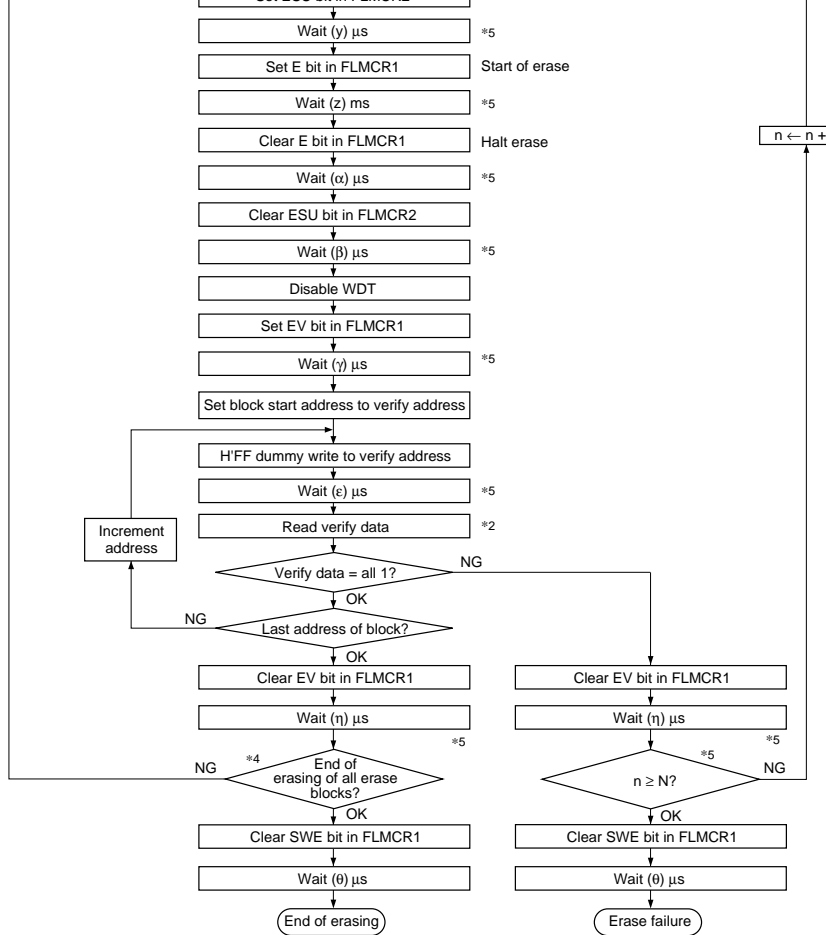 Wait (y) µs
*5
Set E bit in FLMCR1
Start of erase
Wait (z) ms
*5
n ← n +
Clear E bit in FLMCR1
Halt erase
Wait (α) µs
*5
Clear ESU bit in FLMCR2
Wait (β) µs
*5
Disable WDT
Set EV bit in FLMCR1
Wait (γ) µs
*5
Set block start address to verify address
H'FF dummy write to verify address
Wait (ε) µs
*5
Increment
address
Read verify data
*2
Verify data = all 1?
NG
OK
NG
Last address of block?
OK
Clear EV bit in FLMCR1
Clear EV bit in FLMCR1
Wait (η) µs
Wait (η) µs
*5
*5
NG
*4
End of
erasing of all erase
blocks?
*5
n ≥ N?
NG
OK
OK
Clear SWE bit in FLMCR1
Clear SWE bit in FLMCR1
Wait (θ) µs
Wait (θ) µs
End of erasing
Erase failure